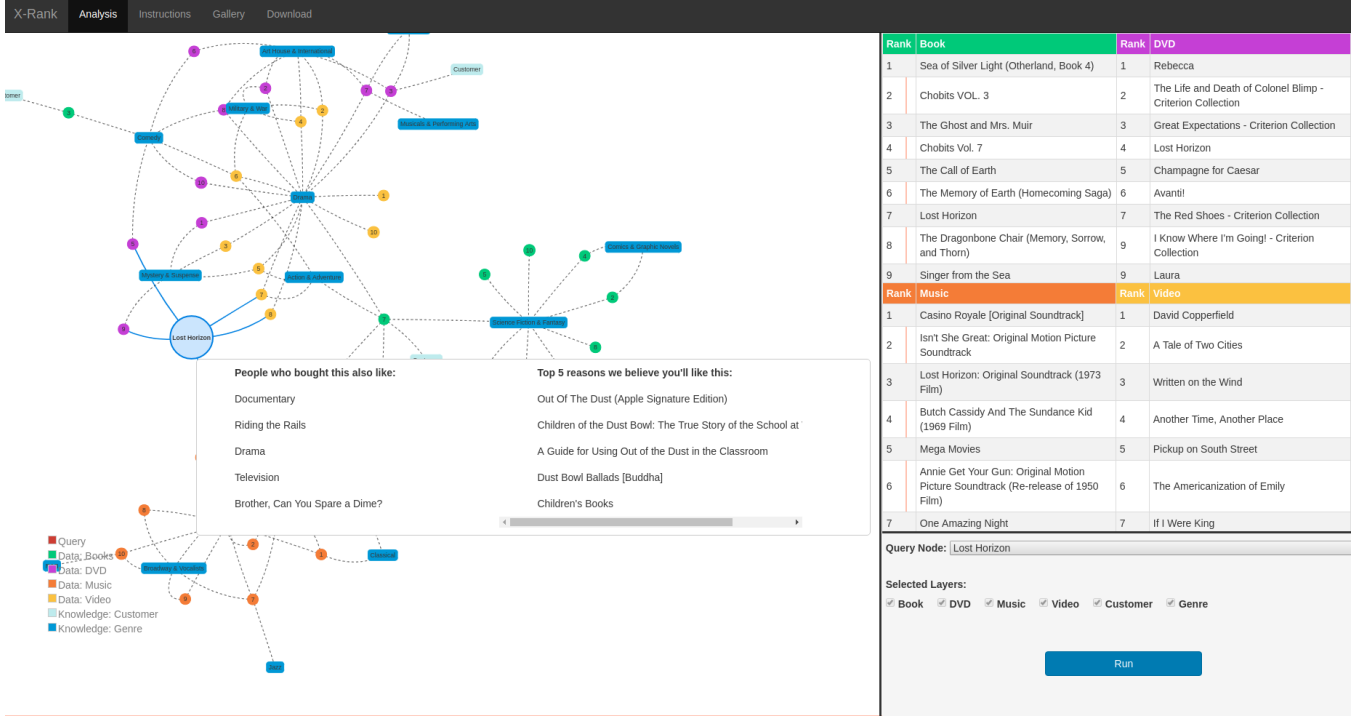 X-Rank Analysis Instructions Gallery Download
Art House & International
Customer
Military & War
Musicals & Performing Arts
Comedy
Drama
Mystery & Suspense
Action & Adventure
Comics & Graphic Novels
Science Fiction & Fantasy
Lost Horizon
People who bought this also like:
Documentary
Riding the Rails
Drama
Television
Brother, Can You Spare a Dime?
Top 5 reasons we believe you'll like this:
Out Of The Dust (Apple Signature Edition)
Children of the Dust Bowl: The True Story of the School at
A Guide for Using Out of the Dust in the Classroom
Dust Bowl Ballads [Buddha]
Children's Books
Classical
Broadway & Vocalists
Jazz
Query
Data: Books
Data: DVD
Data: Music
Data: Video
Knowledge: Customer
Knowledge: Genre
Rank Book Rank DVD
1 Sea of Silver Light (Otherland, Book 4) 1 Rebecca
2 Chobits VOL. 3 2 The Life and Death of Colonel Blimp -
Criterion Collection
3 The Ghost and Mrs. Muir 3 Great Expectations - Criterion Collection
4 Chobits Vol. 7 4 Lost Horizon
5 The Call of Earth 5 Champagne for Caesar
6 The Memory of Earth (Homecoming Saga) 6 Avanti!
7 Lost Horizon 7 The Red Shoes - Criterion Collection
8 The Dragonbone Chair (Memory, Sorrow,
and Thorn) 9 I Know Where I'm Going! - Criterion
Collection
9 Singer from the Sea 9 Laura
Rank Music Rank Video
1 Casino Royale [Original Soundtrack] 1 David Copperfield
2 Isn't She Great: Original Motion Picture
Soundtrack 2 A Tale of Two Cities
3 Lost Horizon: Original Soundtrack (1973
Film) 3 Written on the Wind
4 Butch Cassidy And The Sundance Kid
(1969 Film) 4 Another Time, Another Place
5 Mega Movies 5 Pickup on South Street
6 Annie Get Your Gun: Original Motion
Picture Soundtrack (Re-release of 1950
Film) 6 The Americanization of Emily
7 One Amazing Night 7 If I Were King
Query Node: Lost Horizon
Selected Layers:
Book DVD Music Video Customer Genre
Run